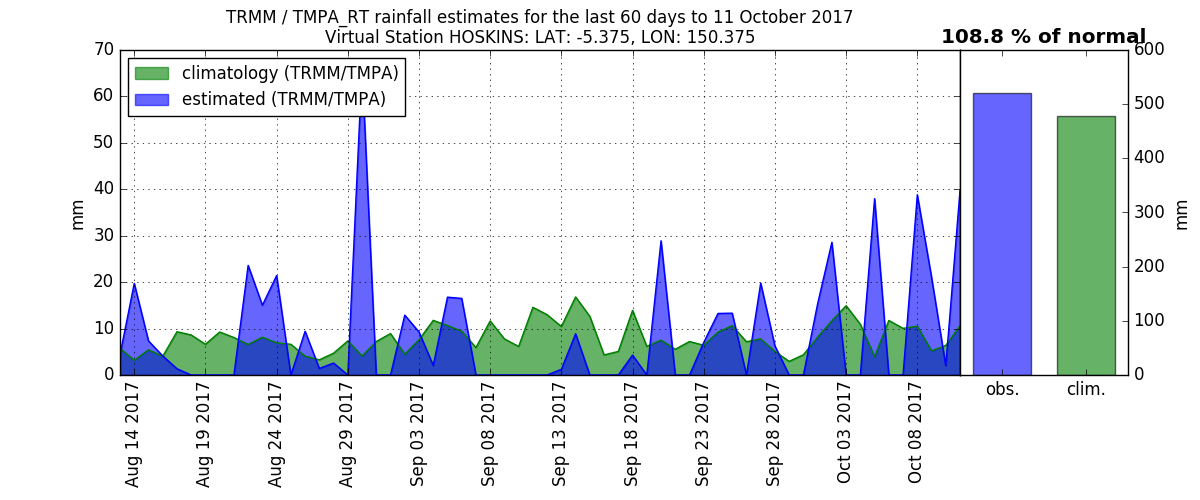 TRMM / TMPA_RT rainfall estimates for the last 60 days to 11 October 2017
Virtual Station HOSKINS: LAT: -5.375, LON: 150.375
108.8 % of normal
climatology (TRMM/TMPA)
estimated (TRMM/TMPA)
70
60
50
40
30
20
10
0
mm
Aug 14 2017
Aug 19 2017
Aug 24 2017
Aug 29 2017
Sep 03 2017
Sep 08 2017
Sep 13 2017
Sep 18 2017
Sep 23 2017
Sep 28 2017
Oct 03 2017
Oct 08 2017
obs.
clim.
600
500
400
300
200
100
0
mm